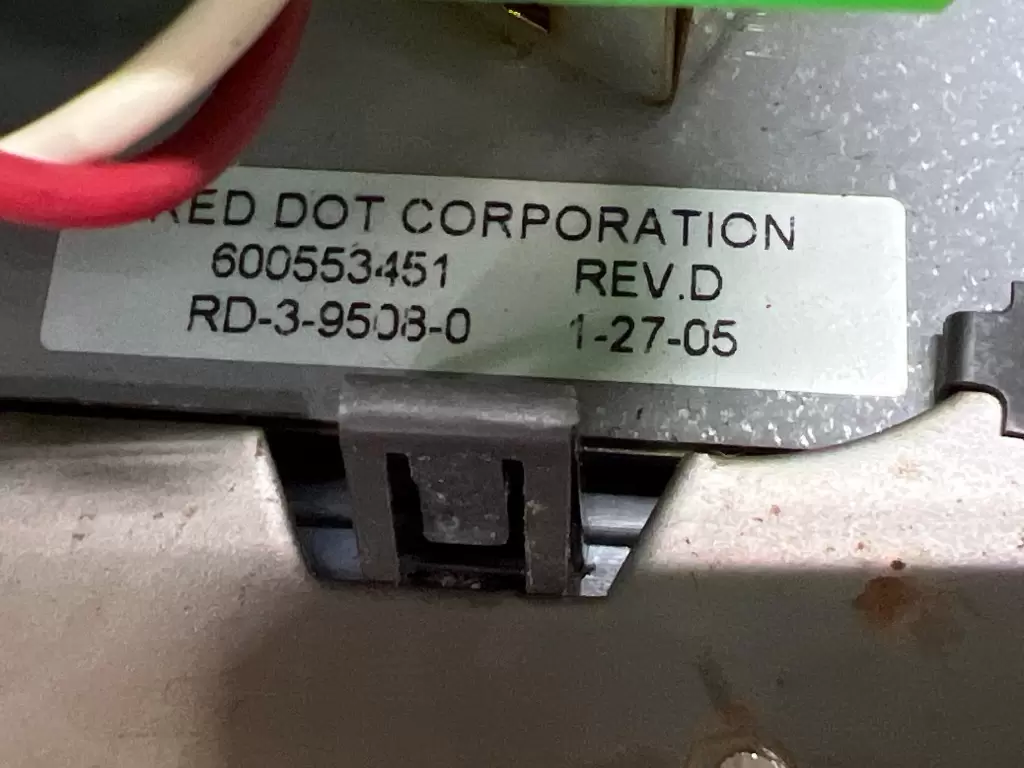 RED DOT CORPORATION
600553451 REV.D
RD-3-9508-0 1-27-05